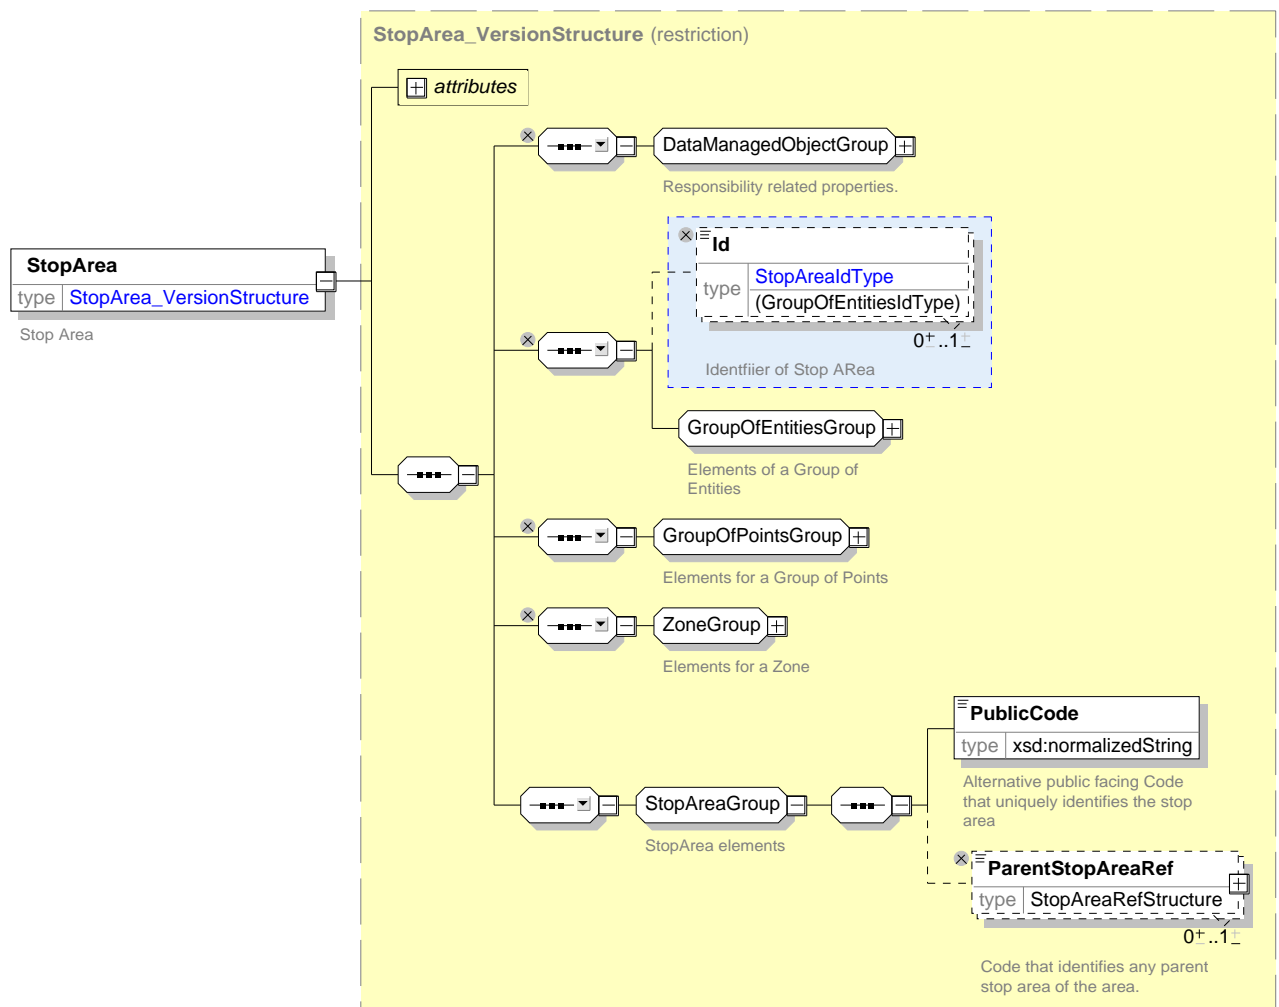 StopArea_VersionStructure (restriction)
attributes
DataManagedObjectGroup
Responsibility related properties.
Id
type StopAreaIdType
(GroupOfEntitiesIdType)
0..1
Identfiier of Stop ARea
StopArea
type StopArea_VersionStructure
Stop Area
GroupOfEntitiesGroup
Elements of a Group of
Entities
GroupOfPointsGroup
Elements for a Group of Points
ZoneGroup
Elements for a Zone
PublicCode
type xsd:normalizedString
Alternative public facing Code
that uniquely identifies the stop
area
StopAreaGroup
StopArea elements
ParentStopAreaRef
type StopAreaRefStructure
0..1
Code that identifies any parent
stop area of the area.